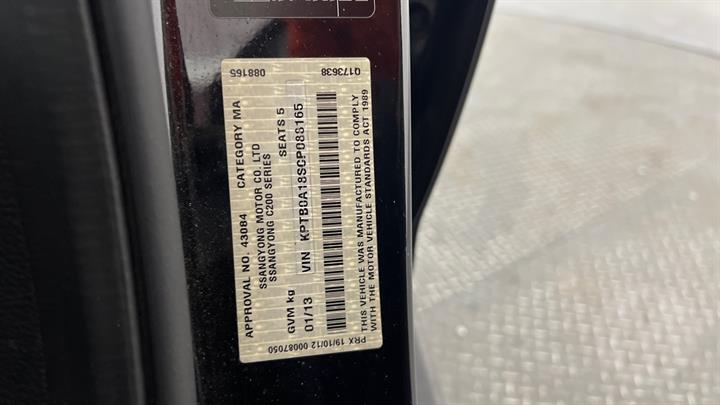 088165 Q173638
APPROVAL NO. 43084 CATEGORY MA
SSANGYONG MOTOR CO. LTD
SSANGYONG C200 SERIES
GVM kg SEATS 5
01/13 VIN KPTB0A18SCP088165
THIS VEHICLE WAS MANUFACTURED TO COMPLY
WITH THE MOTOR VEHICLE STANDARDS ACT 1989
PRX 19/10/12 000087050